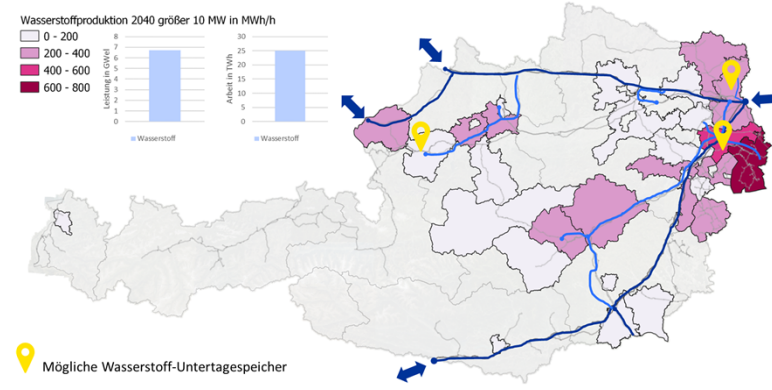 Wasserstoffproduktion 2040 größer 10 MW in MWh/h
0 - 200
200 - 400
400 - 600
600 - 800
Leistung in GWel
8
7
6
5
4
3
2
1
0
Wasserstoff
Arbeit in TWh
30
25
20
15
10
5
0
Wasserstoff
Mögliche Wasserstoff-Untertagespeicher